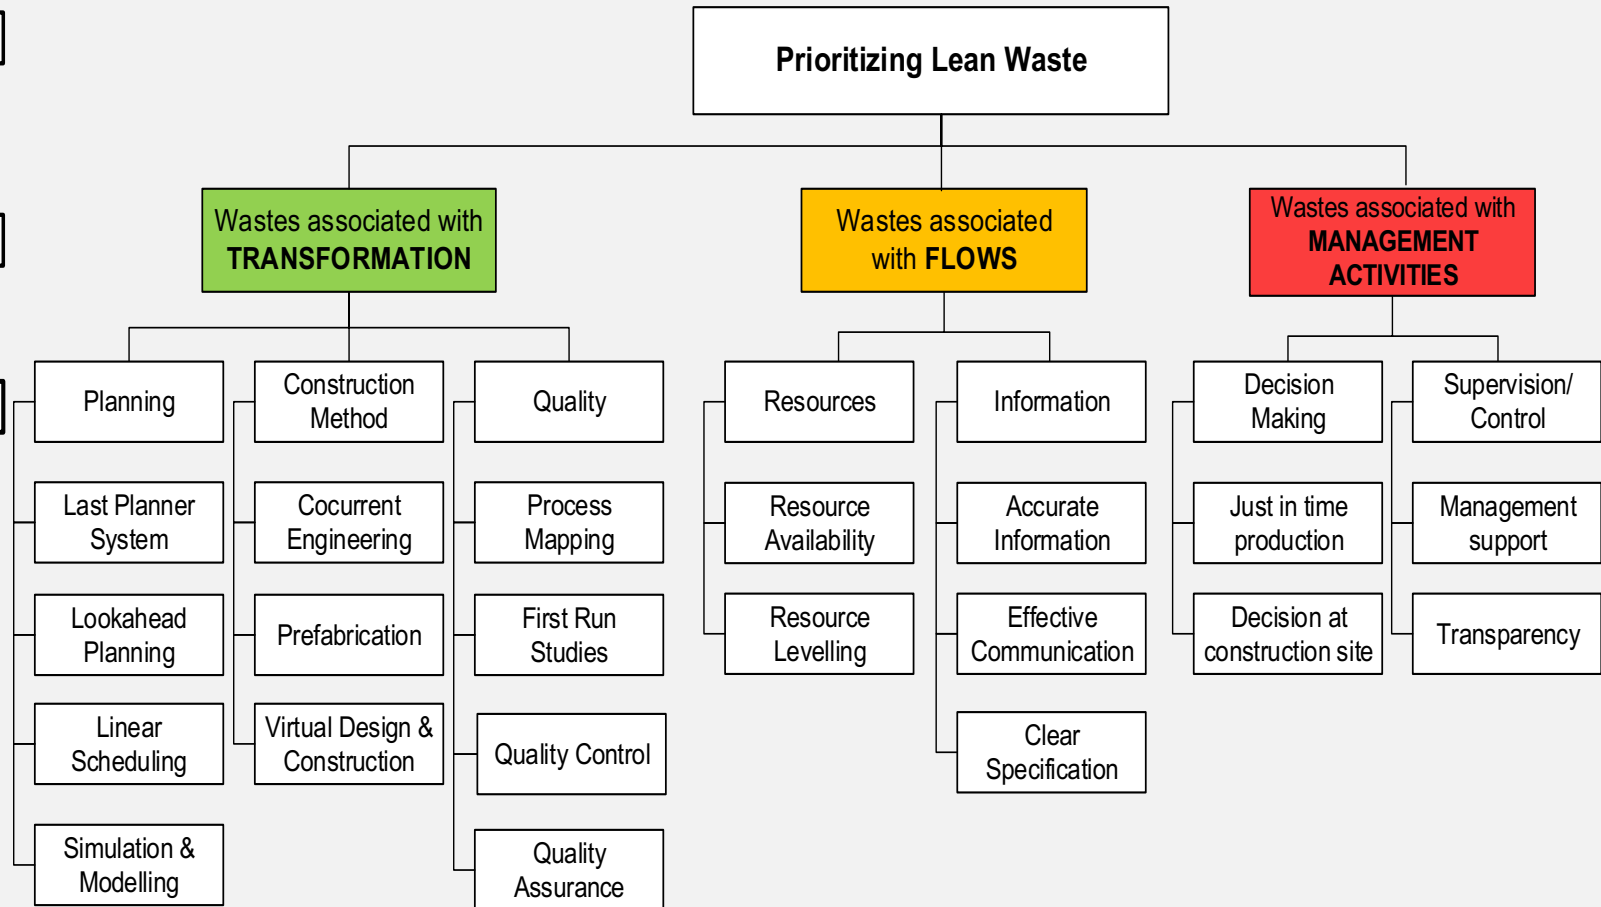 Prioritizing Lean Waste
Wastes associated with
TRANSFORMATION
Wastes associated
with FLOWS
Wastes associated with
MANAGEMENT
ACTIVITIES
Planning
Construction
Method
Quality
Resources
Information
Decision
Making
Supervision/
Control
Last Planner
System
Cocurrent
Engineering
Process
Mapping
Resource
Availability
Accurate
Information
Just in time
production
Management
support
Lookahead
Planning
Prefabrication
First Run
Studies
Resource
Levelling
Effective
Communication
Decision at
construction site
Transparency
Linear
Scheduling
Virtual Design &
Construction
Quality Control
Clear
Specification
Simulation &
Modelling
Quality
Assurance